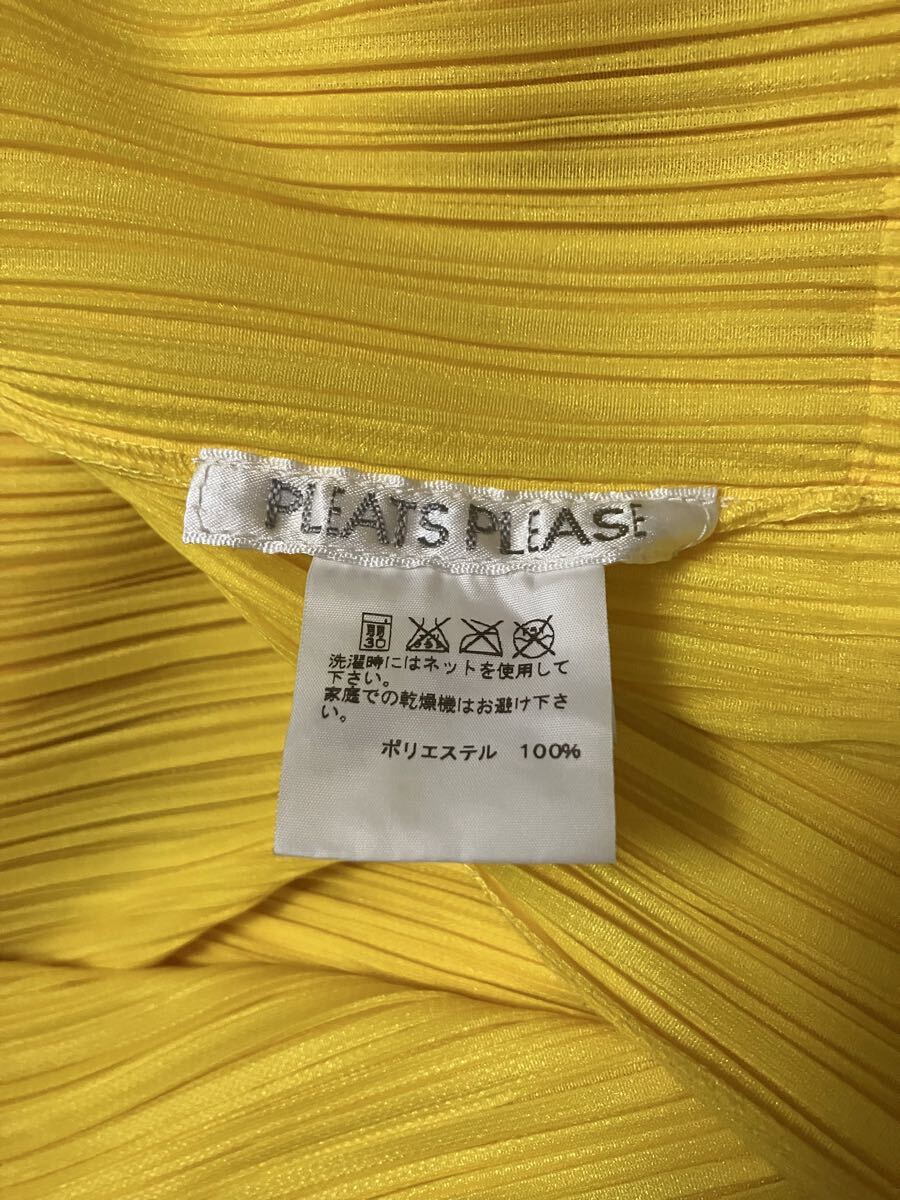 PLEATS PLEASE
弱
30
洗濯時にはネットを使用して
下さい。
家庭での乾燥機はお避け下さ
い。
ポリエステル 100%